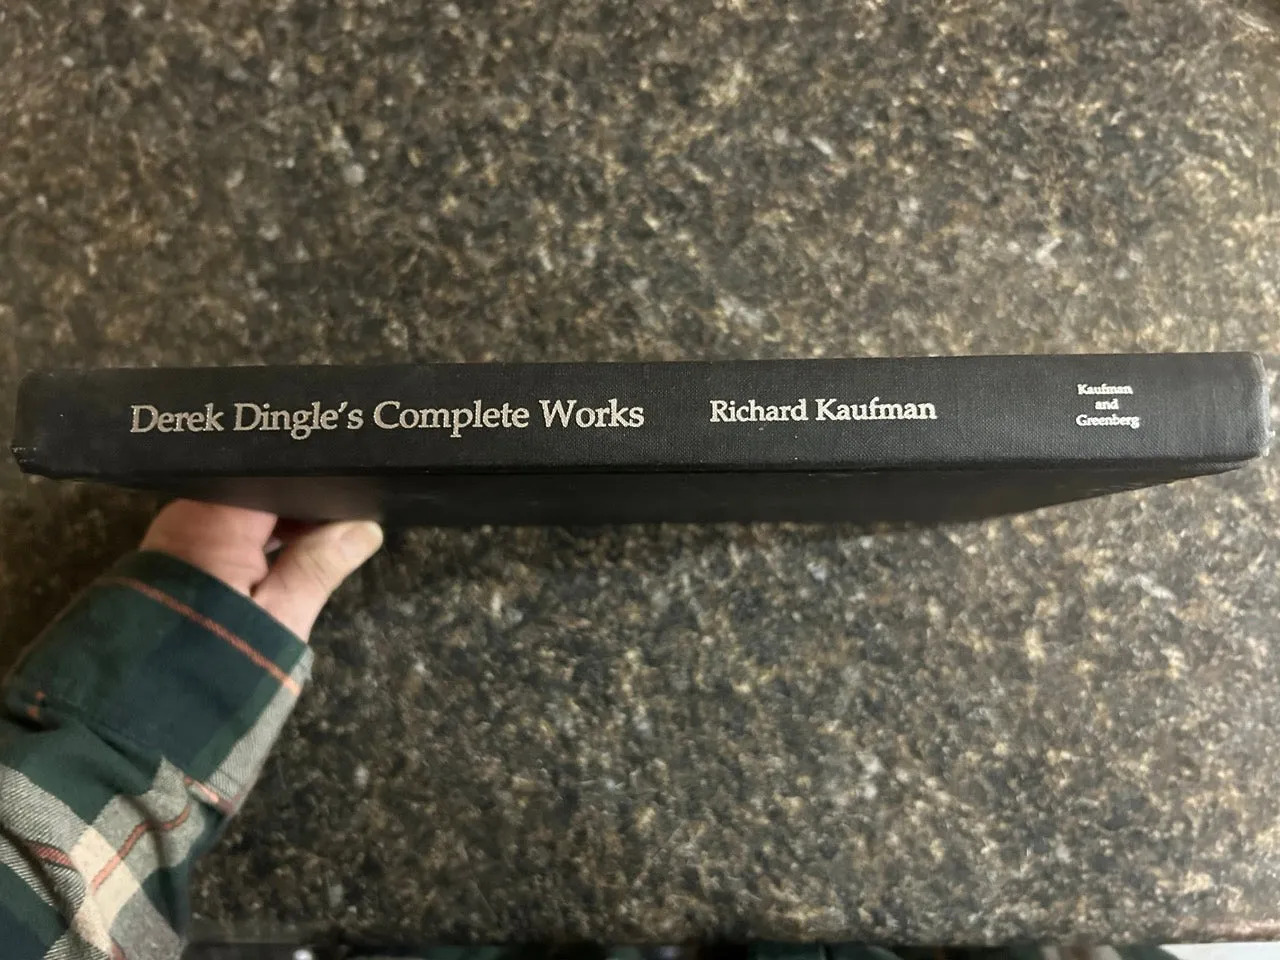 Derek Dingle's Complete Works
Richard Kaufman
Kaufman
and
Greenberg